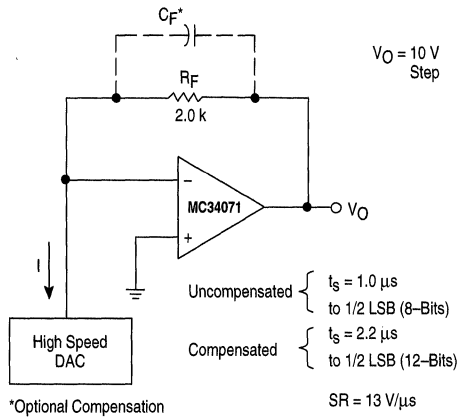 CF*
VO = 10 V
Step
RF
2.0 k
–
MC34071
+
VO
I
Uncompensated { ts = 1.0 µs
to 1/2 LSB (8–Bits)
Compensated { ts = 2.2 µs
to 1/2 LSB (12–Bits)
High Speed
DAC
*Optional Compensation
SR = 13 V/µs